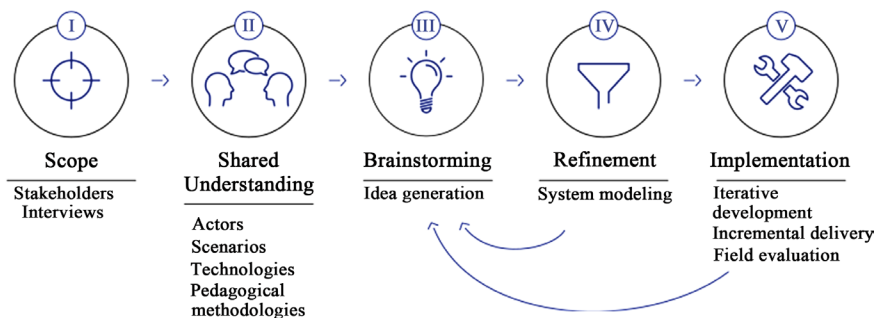 I
II
III
IV
V
Scope
Stakeholders
Interviews
Shared
Understanding
Actors
Scenarios
Technologies
Pedagogical
methodologies
Brainstorming
Idea generation
Refinement
System modeling
Implementation
Iterative
development
Incremental delivery
Field evaluation